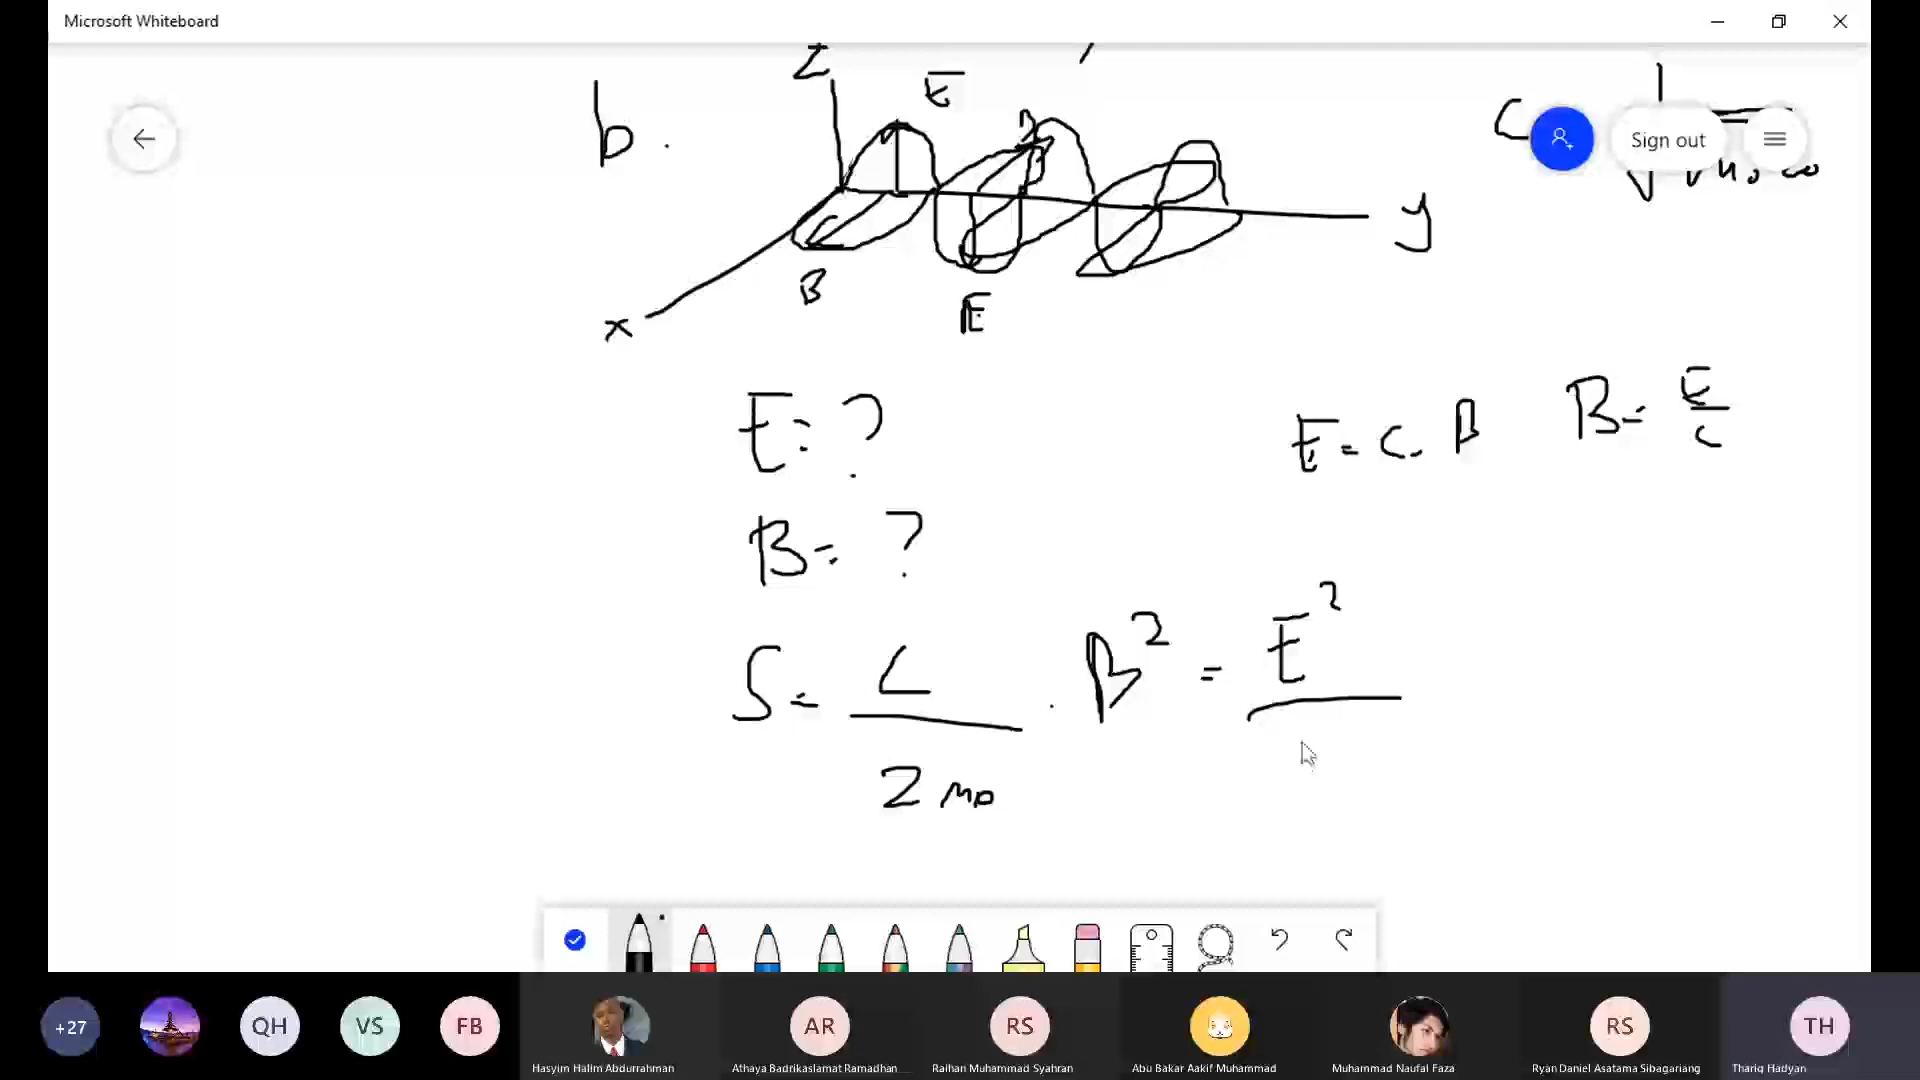 Microsoft Whiteboard
z
E
b.
B
c
Sign out
y
B
E
x
E = ?
E = c. B
B = E/c
B = ?
S = c/2μ0 . B² = E²
+27
QH
VS
FB
AR
RS
RS
TH
Hasyim Halim Abdurrahman
Athaya Badrikaslamat Ramadhan...
Raihan Muhammad Syahran
Abu Bakar Aakif Muhammad
Muhammad Naufal Faza
Ryan Daniel Asatama Sibagariang
Thariq Hadyan